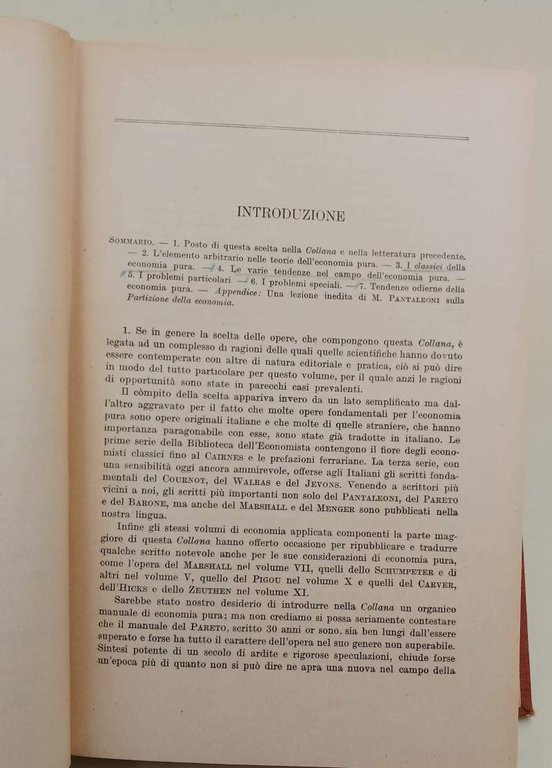 INTRODUZIONE
SOMMARIO. — 1. Posto di questa scelta nella Collana e nella letteratura precedente.
— 2. L'elemento arbitrario nelle teorie dell'economia pura. — 3. I classici della
economia pura. — 4. Le varie tendenze nel campo dell'economia pura. —
5. I problemi particolari — 6. I problemi speciali. — 7. Tendenze odierne della
economia pura. — Appendice: Una lezione inedita di M. PANTALEONI sulla
Partizione della economia.
1. Se in genere la scelta delle opere, che compongono questa Collana, è
legata ad un complesso di ragioni delle quali quelle scientifiche hanno dovuto
essere contemperate con altre di natura editoriale e pratica, ciò si può dire
in modo del tutto particolare per questo volume, per il quale anzi le ragioni
di opportunità sono state in parecchi casi prevalenti.
Il còmpito della scelta appariva invero da un lato semplificato ma dal-
l'altro aggravato per il fatto che molte opere fondamentali per l'economia
pura sono opere originali italiane e che molte di quelle straniere, che hanno
importanza paragonabile con esse, sono state già tradotte in italiano. Le
prime serie della Biblioteca dell'Economista contengono il fiore degli econo-
misti classici fino al CAIRNES e le prefazioni ferrariane. La terza serie, con
una sensibilità oggi ancora ammirevole, offerse agli Italiani gli scritti fonda-
mentali del COURNOT, del WALRAS e del JEVONS. Venendo a scrittori più
vicini a noi, gli scritti più importanti non solo del PANTALEONI, del PARETO
e del BARONE, ma anche del MARSHALL e del MENGER sono pubblicati nella
nostra lingua.
Infine gli stessi volumi di economia applicata componenti la parte mag-
giore di questa Collana hanno offerto occasione per ripubblicare e tradurre
qualche scritto notevole anche per le sue considerazioni di economia pura,
come l'opera del MARSHALL nel volume VII, quelli dello SCHUMPETER e di
altri nel volume V, quello del PIGOU nel volume X e quelli del CARVER,
dell'HICKS e dello ZEUTHEN nel volume XI.
Sarebbe stato nostro desiderio di introdurre nella Collana un organico
manuale di economia pura; ma non crediamo si possa seriamente contestare
che il manuale del PARETO, scritto 30 anni or sono, sia ben lungi dall'essere
superato e forse ha tutto il carattere dell'opera nel suo genere non superabile.
Sintesi potente di un secolo di ardite e rigorose speculazioni, chiude forse
un'epoca più di quanto non si può dire ne apra una nuova nel campo della